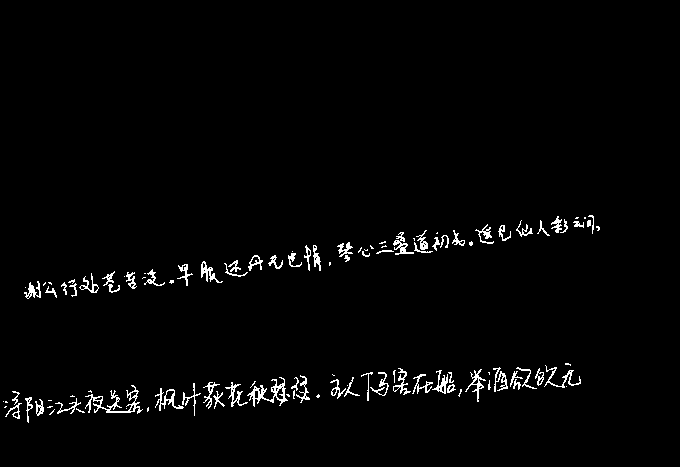 谢公行处苍苔没。早服还丹无世情，琴心三叠道初成。遥见仙人彩云间，
浔阳江头夜送客，枫叶荻花秋瑟瑟。主人下马客在船，举酒欲饮无